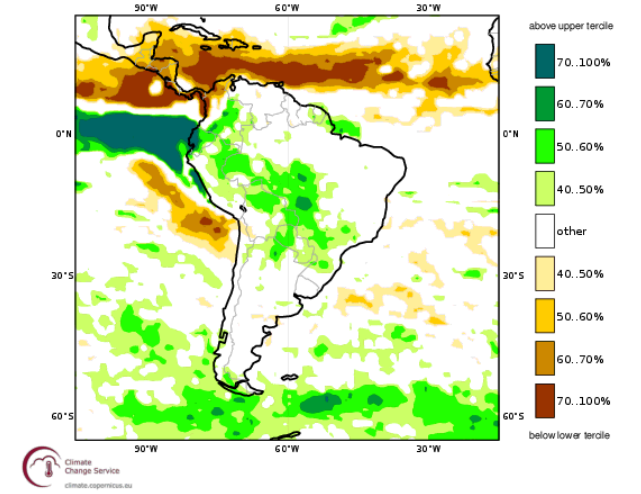 90°W 60°W 30°W
above upper tercile
70..100%
60..70%
0°N 0°N
50..60%
40..50%
other
30°S 30°S
40..50%
50..60%
60..70%
70..100%
60°S 60°S
below lower tercile
90°W 60°W 30°W
Climate
Change Service
climate.copernicus.eu